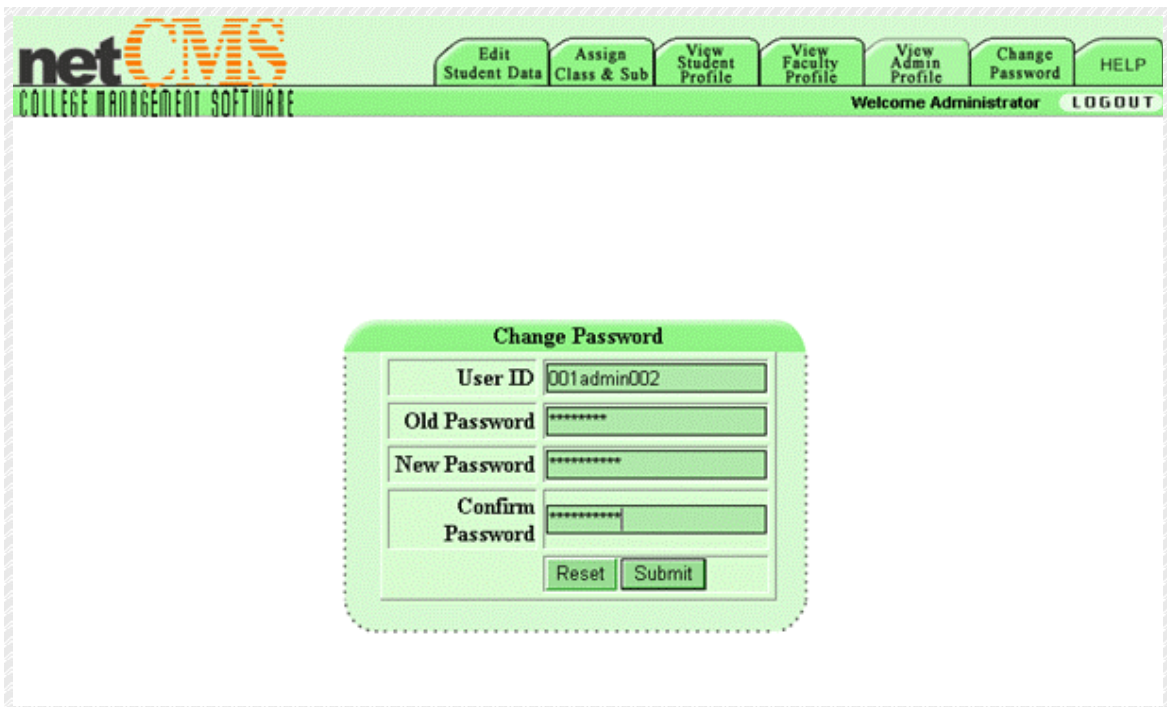 netCMS
COLLEGE MANAGEMENT SOFTWARE
Edit
Student Data
Assign
Class & Sub
View
Student
Profile
View
Faculty
Profile
View
Admin
Profile
Change
Password
HELP
Welcome Administrator LOGOUT
Change Password
User ID 001admin002
Old Password ********
New Password **********
Confirm
Password **********
Reset Submit